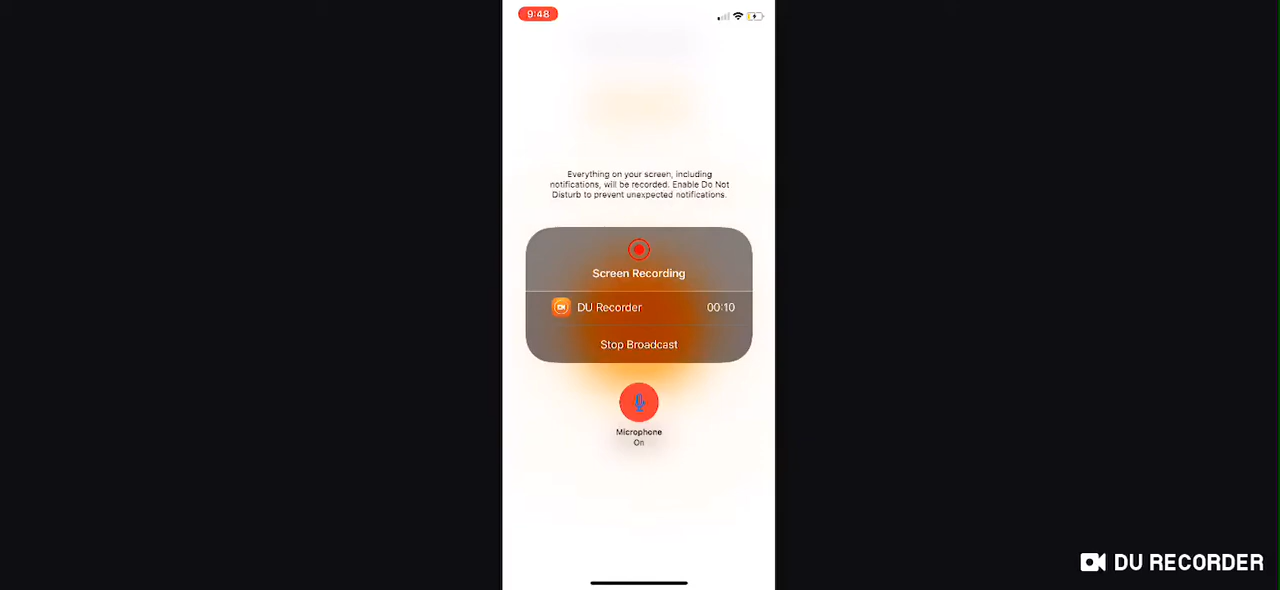 9:48
Everything on your screen, including
notifications, will be recorded. Enable Do Not
Disturb to prevent unexpected notifications.
Screen Recording
DU Recorder 00:10
Stop Broadcast
Microphone
On
DU RECORDER